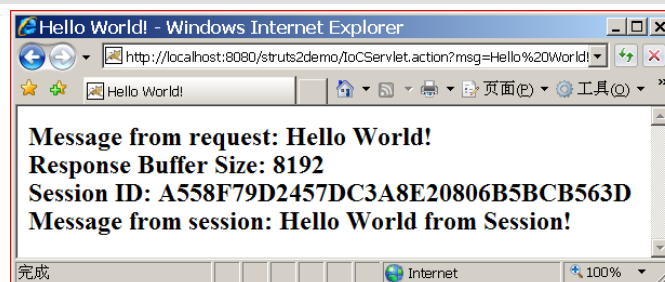 Hello World! - Windows Internet Explorer
http://localhost:8080/struts2demo/IoCServlet.action?msg=Hello%20World!
Hello World!
页面(P) 工具(O) »
Message from request: Hello World!
Response Buffer Size: 8192
Session ID: A558F79D2457DC3A8E20806B5BCB563D
Message from session: Hello World from Session!
完成 Internet 100%